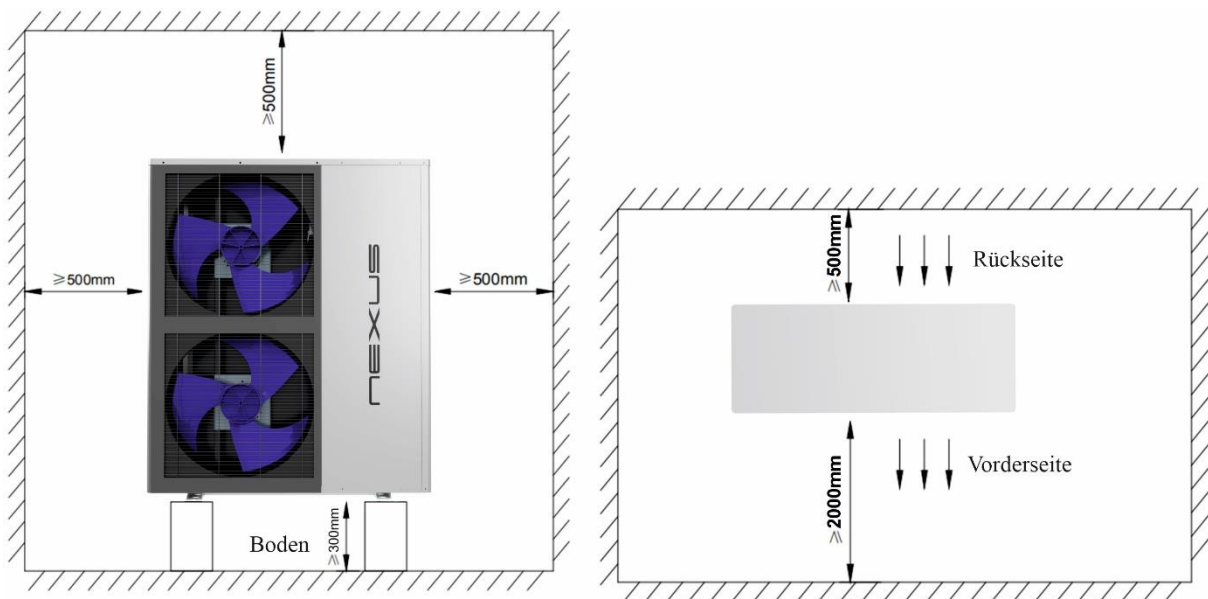 ≥500mm
≥500mm
≥500mm
NEXUS
Boden
≥300mm
≥500mm
Rückseite
Vorderseite
≥2000mm